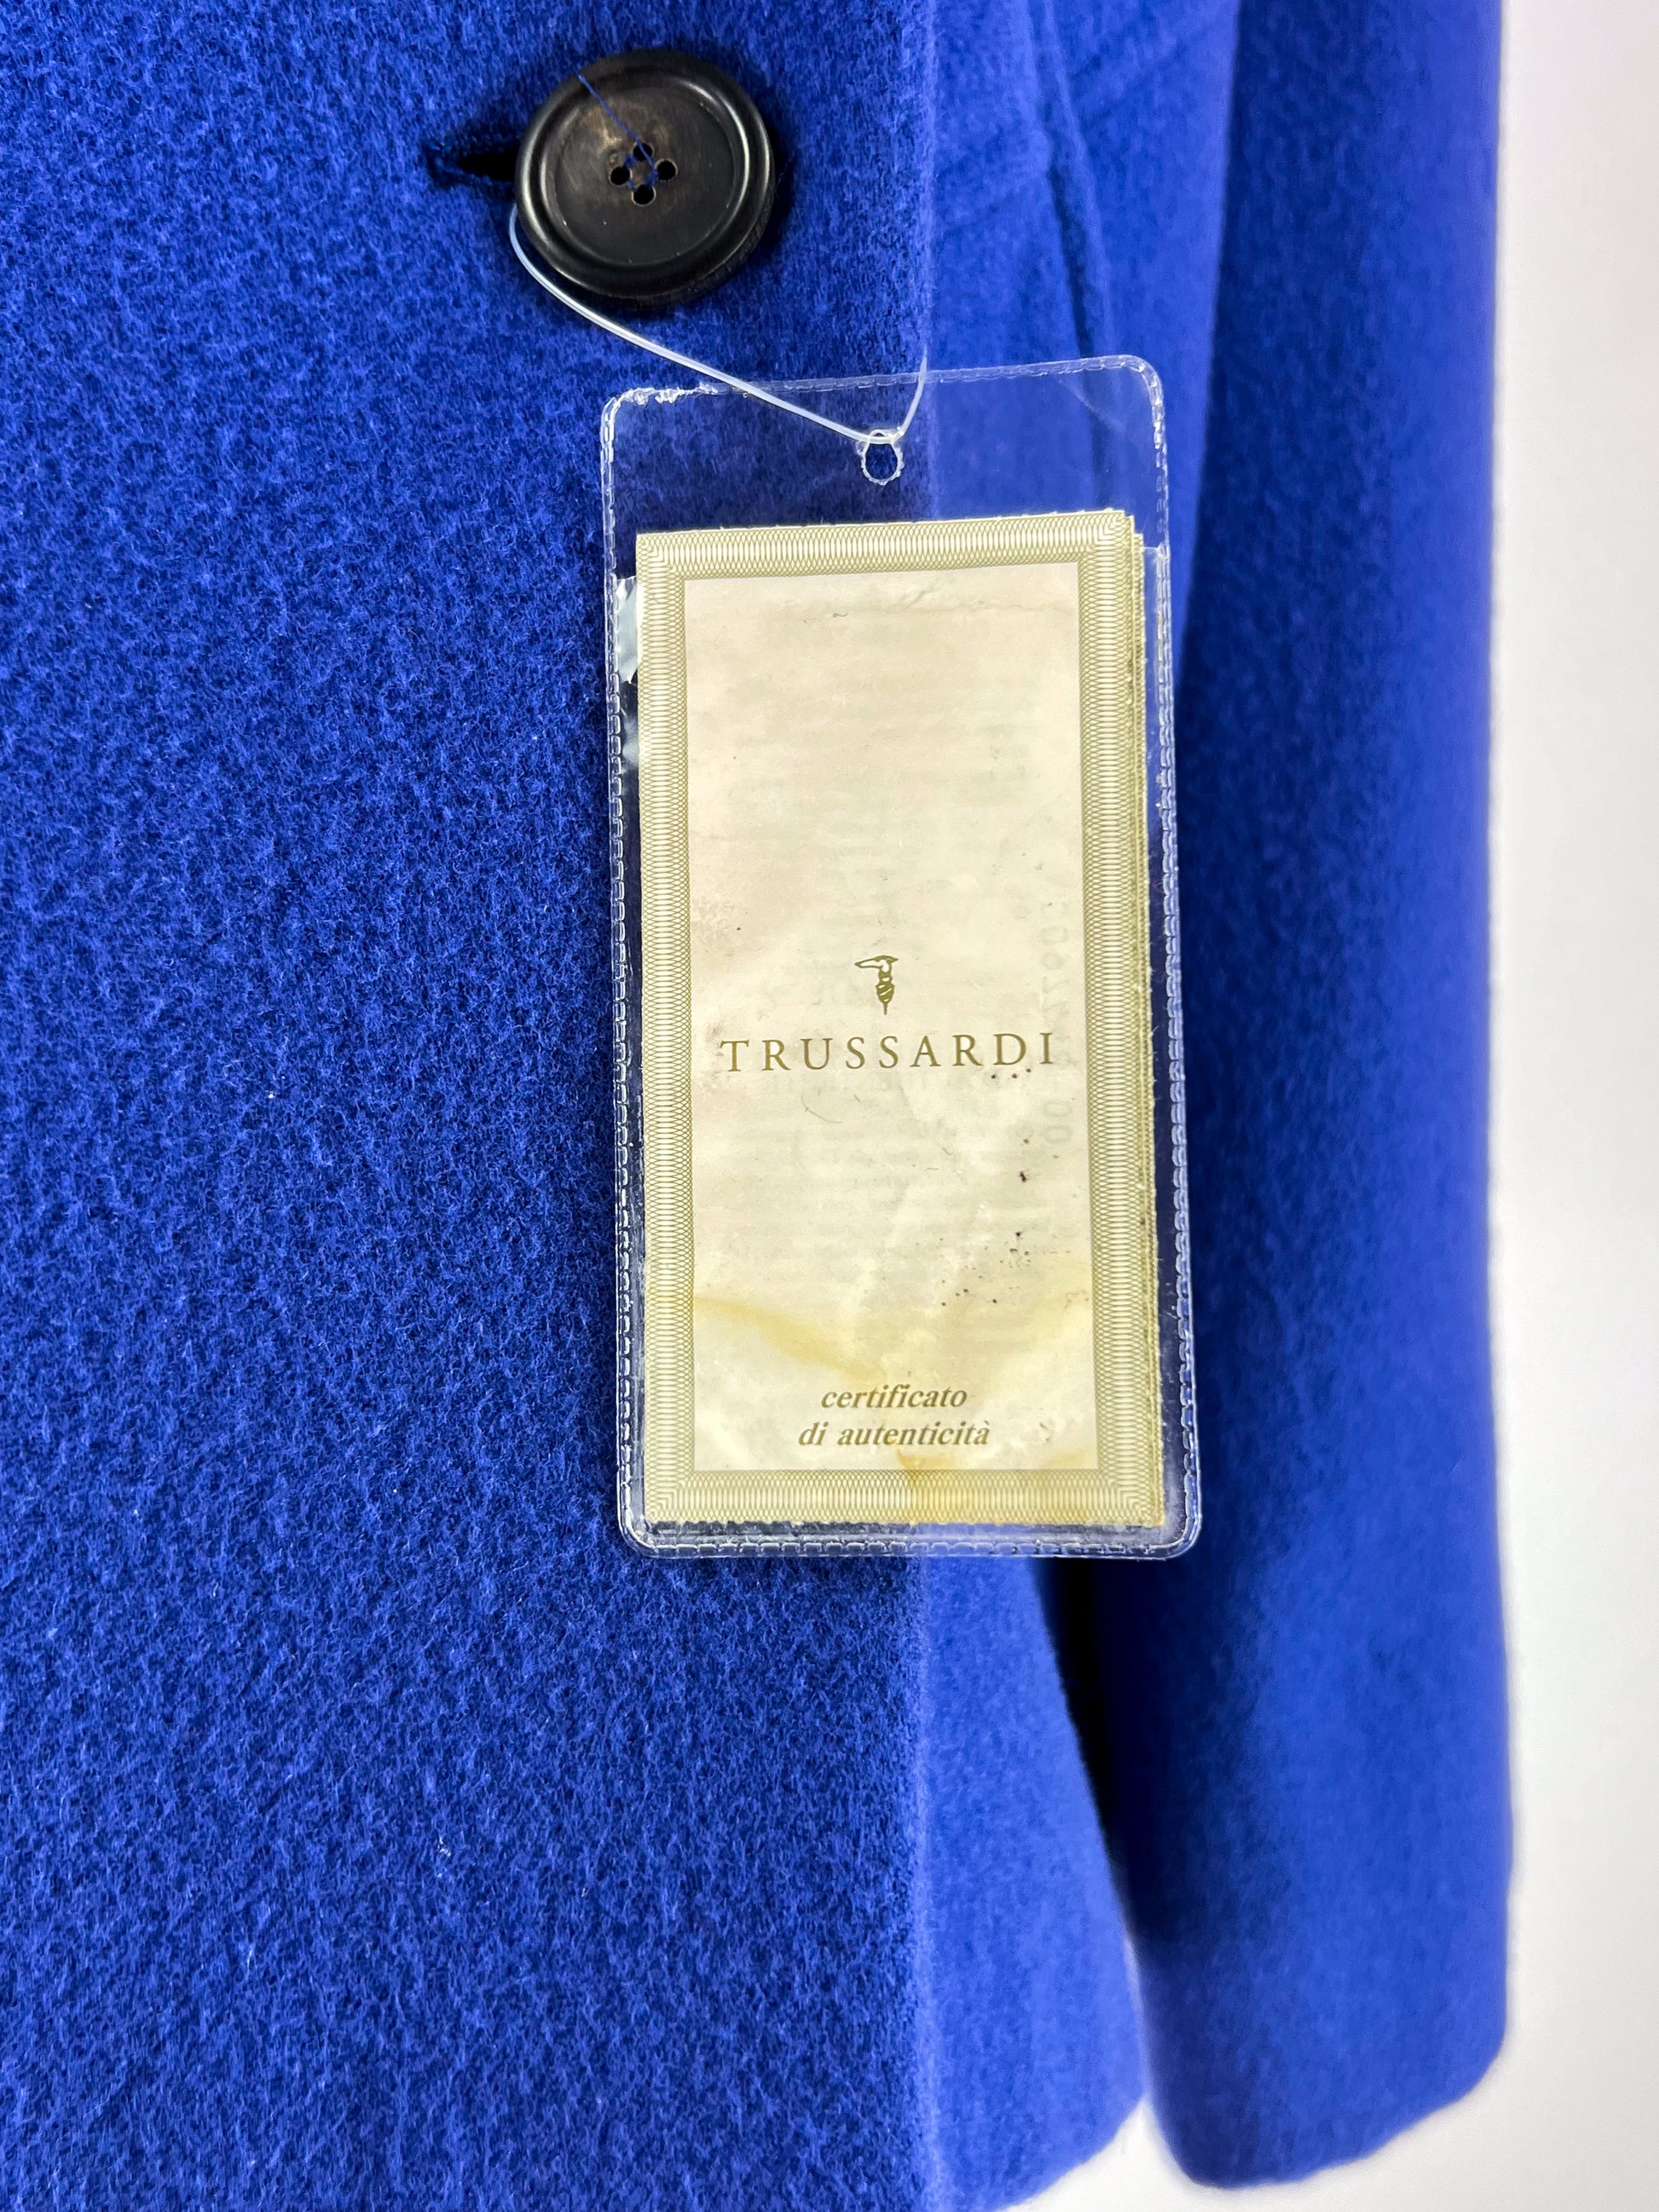 TRUSSARDI
certificato
di autenticità